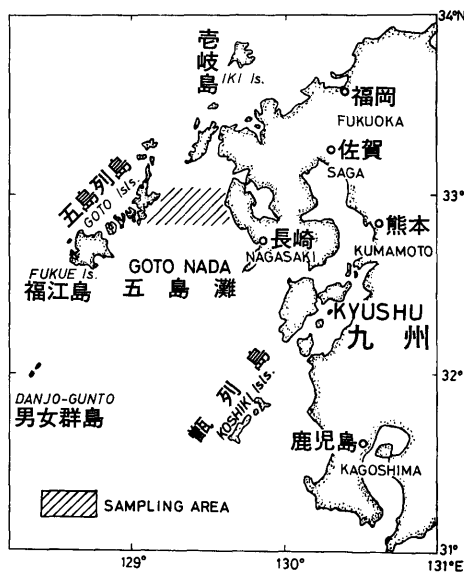 34°N
壱岐島
IKI Is.
福岡
FUKUOKA
佐賀
SAGA
五島列島
GOTO Isls.
33°
熊本
KUMAMOTO
長崎
NAGASAKI
FUKUE Is.
福江島
GOTO NADA
五島灘
KYUSHU
九州
32°
甑列島
KOSHIKI Isls.
DANJO-GUNTO
男女群島
鹿児島
KAGOSHIMA
SAMPLING AREA
31°
129°
130°
131°E